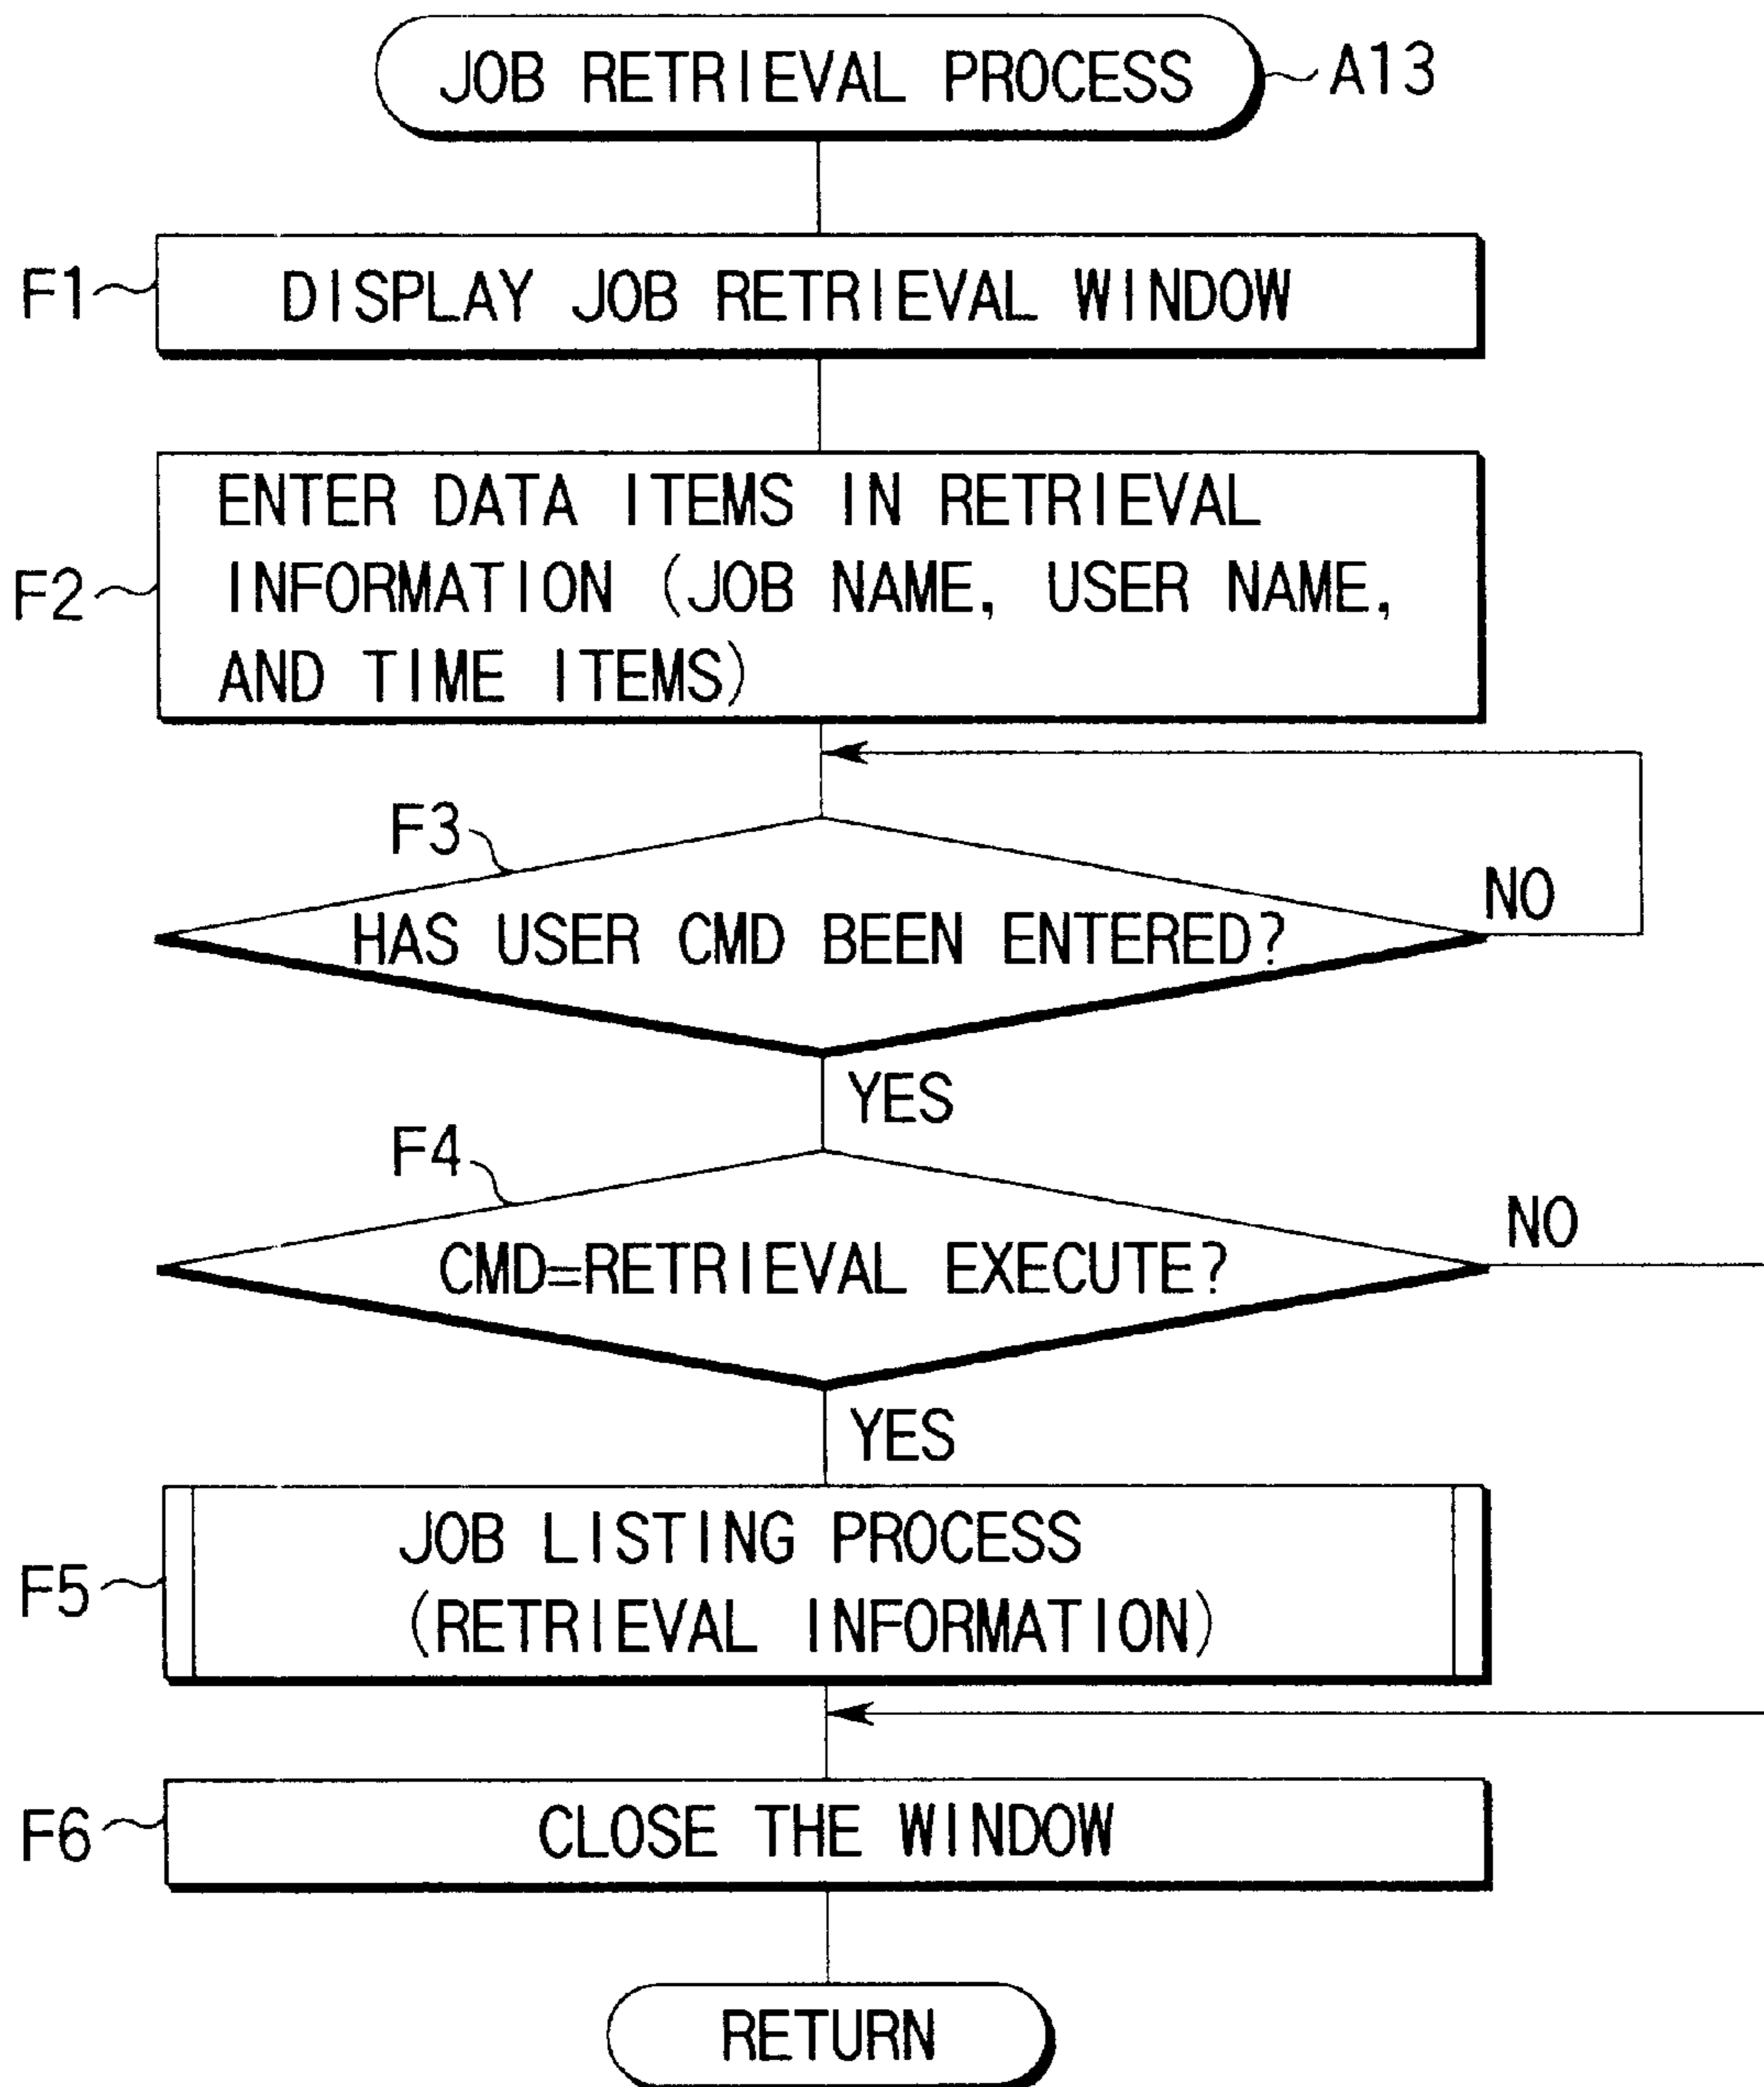 JOB RETRIEVAL PROCESS
A13
F1
DISPLAY JOB RETRIEVAL WINDOW
F2
ENTER DATA ITEMS IN RETRIEVAL
INFORMATION (JOB NAME, USER NAME,
AND TIME ITEMS)
F3
HAS USER CMD BEEN ENTERED?
NO
YES
F4
CMD=RETRIEVAL EXECUTE?
NO
YES
F5
JOB LISTING PROCESS
(RETRIEVAL INFORMATION)
F6
CLOSE THE WINDOW
RETURN